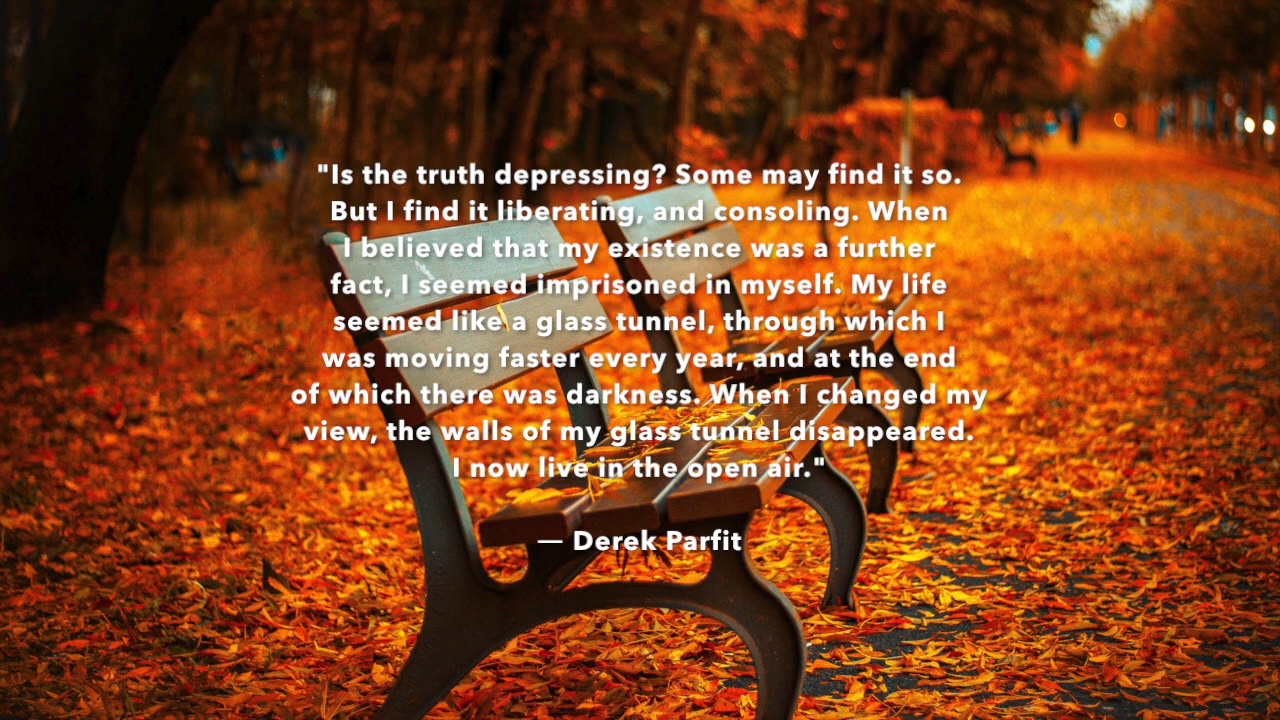 "Is the truth depressing? Some may find it so.
But I find it liberating, and consoling. When
I believed that my existence was a further
fact, I seemed imprisoned in myself. My life
seemed like a glass tunnel, through which I
was moving faster every year, and at the end
of which there was darkness. When I changed my
view, the walls of my glass tunnel disappeared.
I now live in the open air."
— Derek Parfit